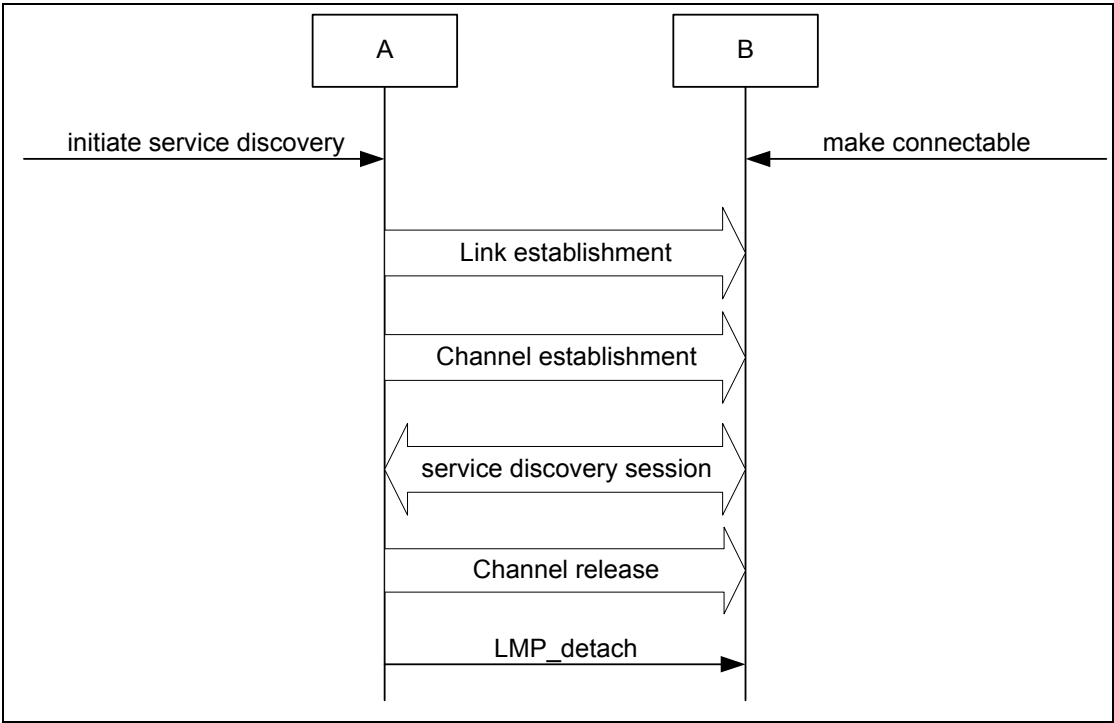 A
B
initiate service discovery
make connectable
Link establishment
Channel establishment
service discovery session
Channel release
LMP_detach